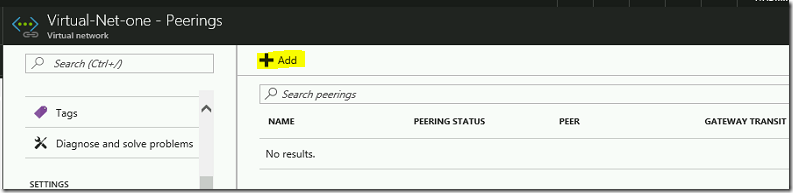 Virtual-Net-one - Peerings
Virtual network
Search (Ctrl+/)
Add
Search peerings
Tags
NAME PEERING STATUS PEER GATEWAY TRANSIT
Diagnose and solve problems
No results.
SETTINGS